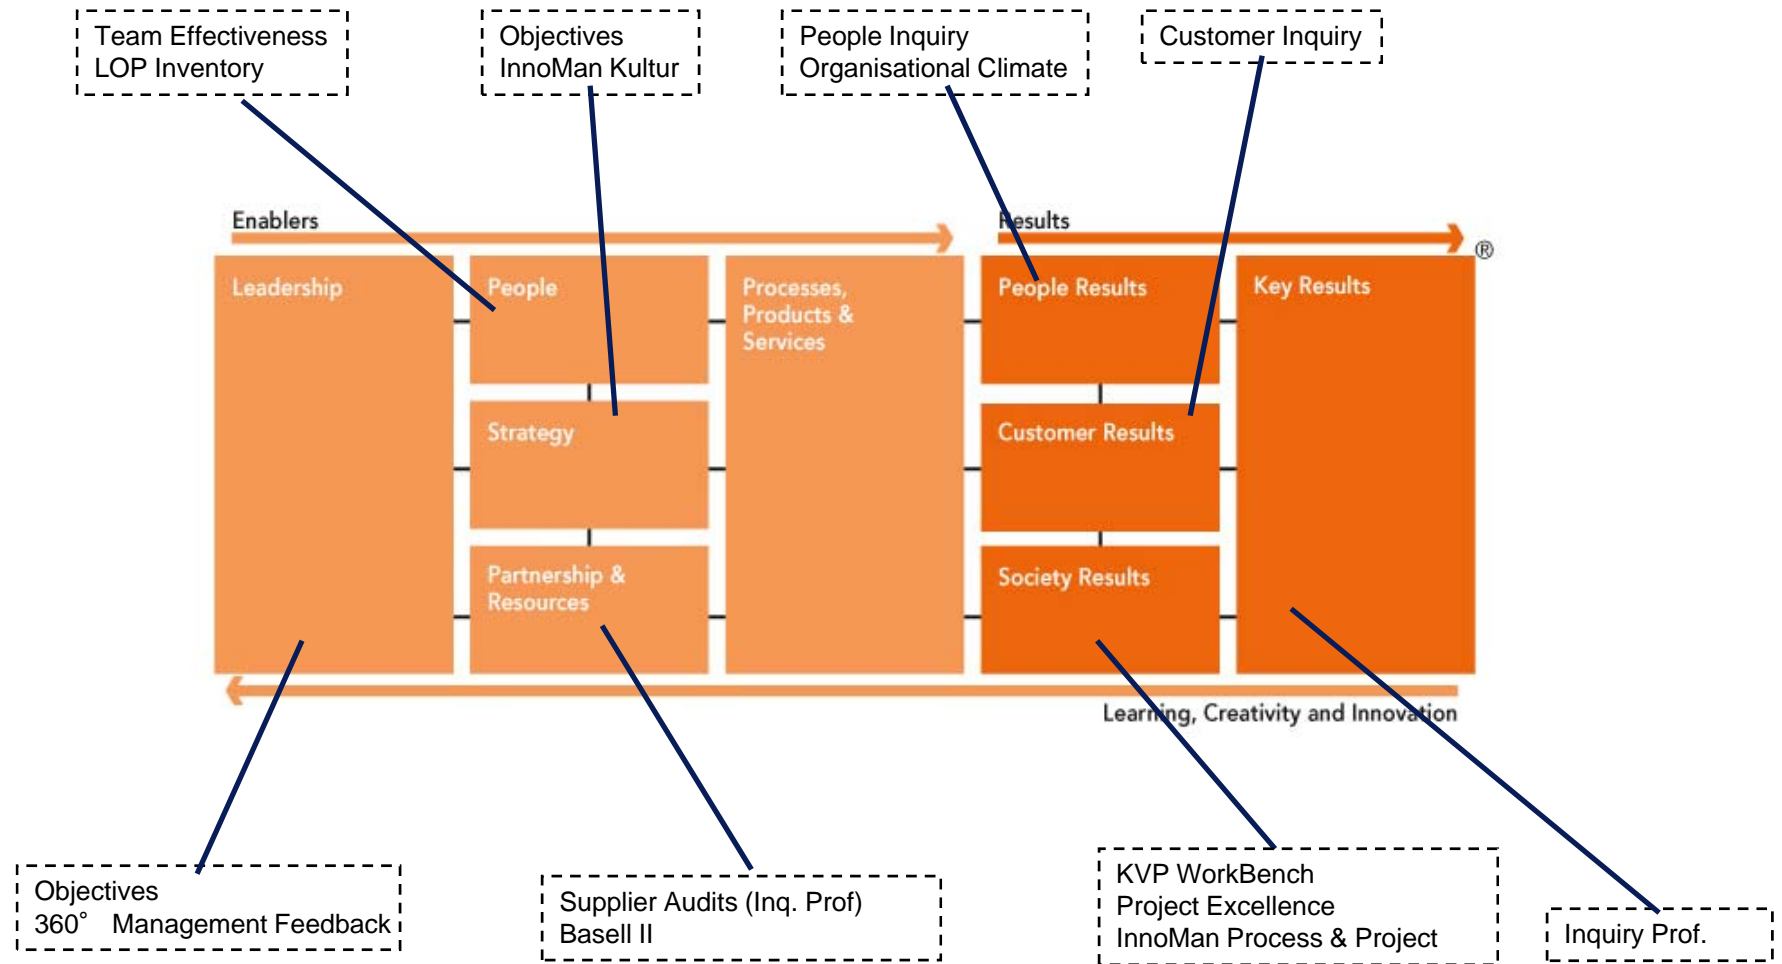 Team Effectiveness
LOP Inventory
Objectives
InnoMan Kultur
People Inquiry
Organisational Climate
Customer Inquiry
Enablers
Results
®
Leadership
People
Processes,
Products &
Services
People Results
Key Results
Strategy
Customer Results
Partnership &
Resources
Society Results
Learning, Creativity and Innovation
Objectives
360° Management Feedback
Supplier Audits (Inq. Prof)
Basell II
KVP WorkBench
Project Excellence
InnoMan Process & Project
Inquiry Prof.